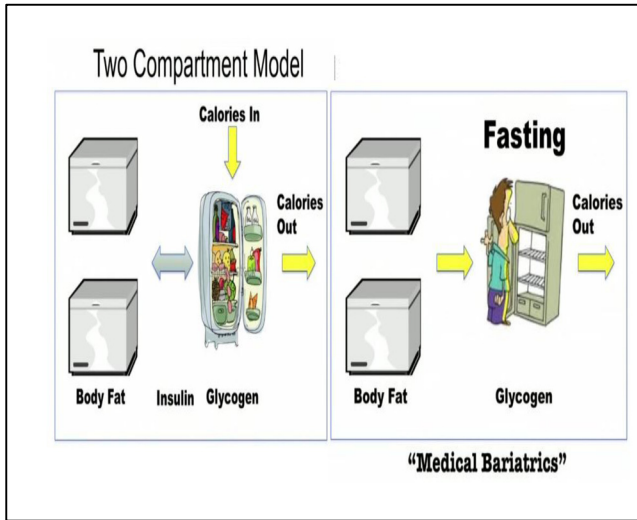 Two Compartment Model
Calories In
Calories
Out
Body Fat
Insulin
Glycogen
Fasting
Calories
Out
Body Fat
Glycogen
“Medical Bariatrics”